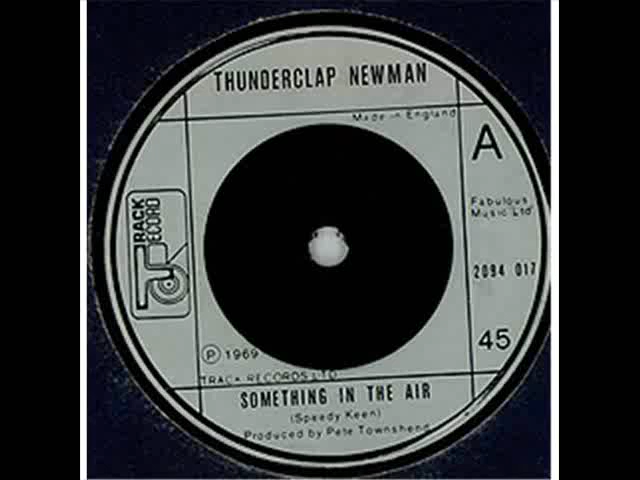 THUNDERCLAP NEWMAN
Made in England
A
Fabulous
Music Ltd
TRACK
RECORD
2094 017
45
℗ 1969
TRACK RECORDS LTD
SOMETHING IN THE AIR
(Speedy Keen)
Produced by Pete Townshend